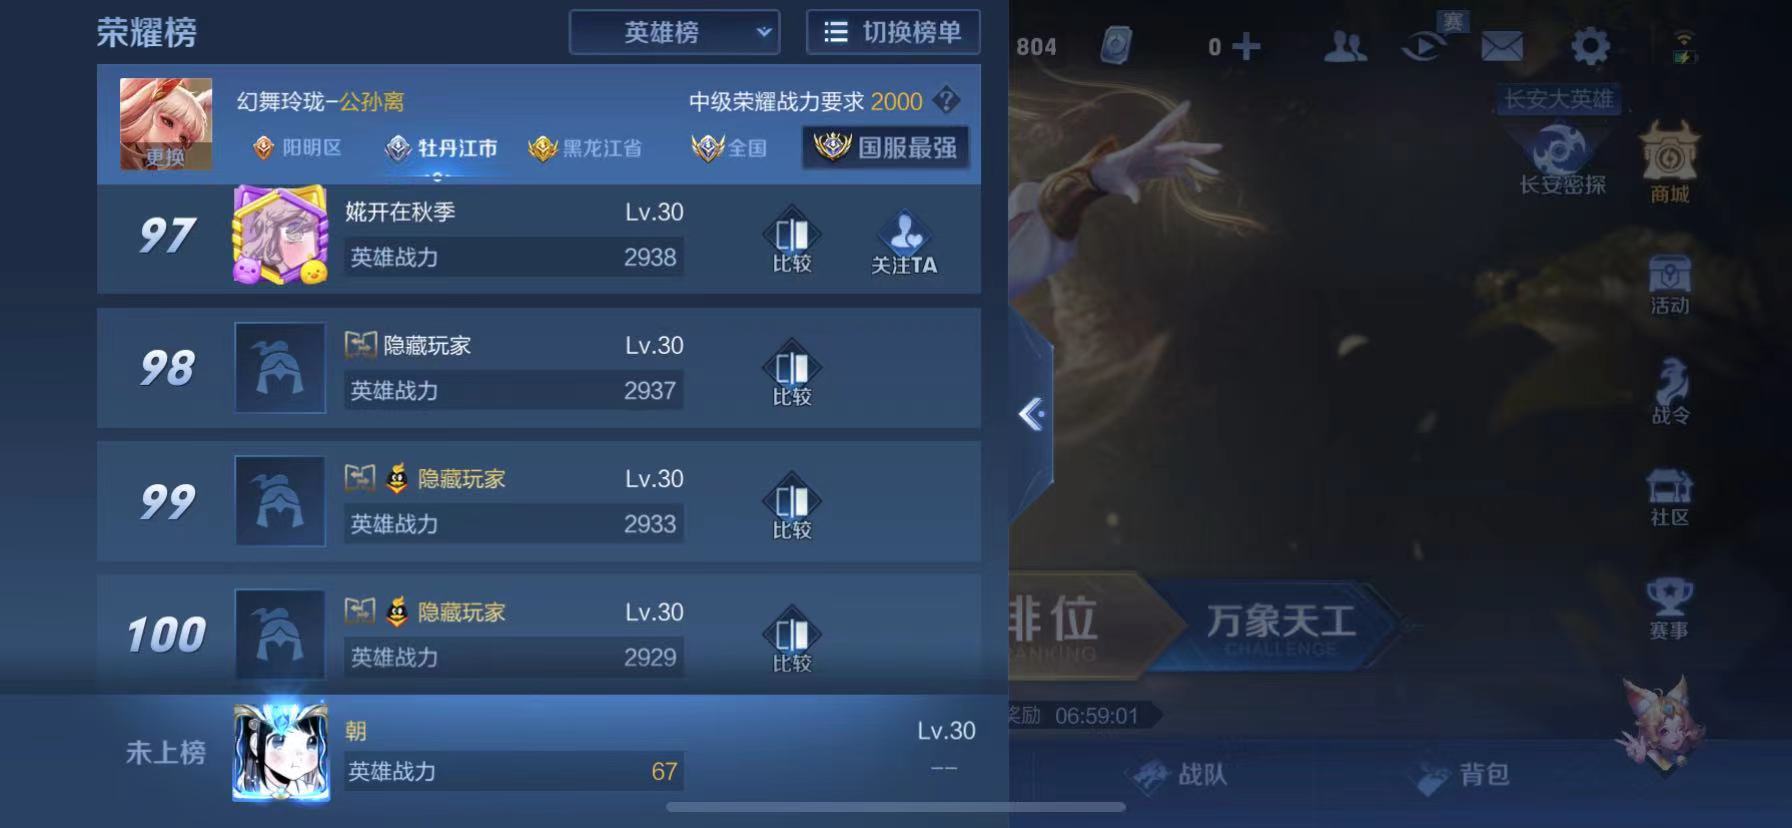 荣耀榜
英雄榜
切换榜单
804
0
赛
更换
幻舞玲珑-公孙离
中级荣耀战力要求 2000 ?
阳明区
牡丹江市
黑龙江省
全国
国服最强
长安大英雄
长安密探
商城
97
婲开在秋季
Lv.30
英雄战力
2938
比较
关注TA
活动
98
隐藏玩家
Lv.30
英雄战力
2937
比较
战令
99
隐藏玩家
Lv.30
英雄战力
2933
比较
社区
100
隐藏玩家
Lv.30
英雄战力
2929
比较
排位
RANKING
万象天工
CHALLENGE
赛事
奖励 06:59:01
未上榜
朝
Lv.30
英雄战力
67
--
战队
背包